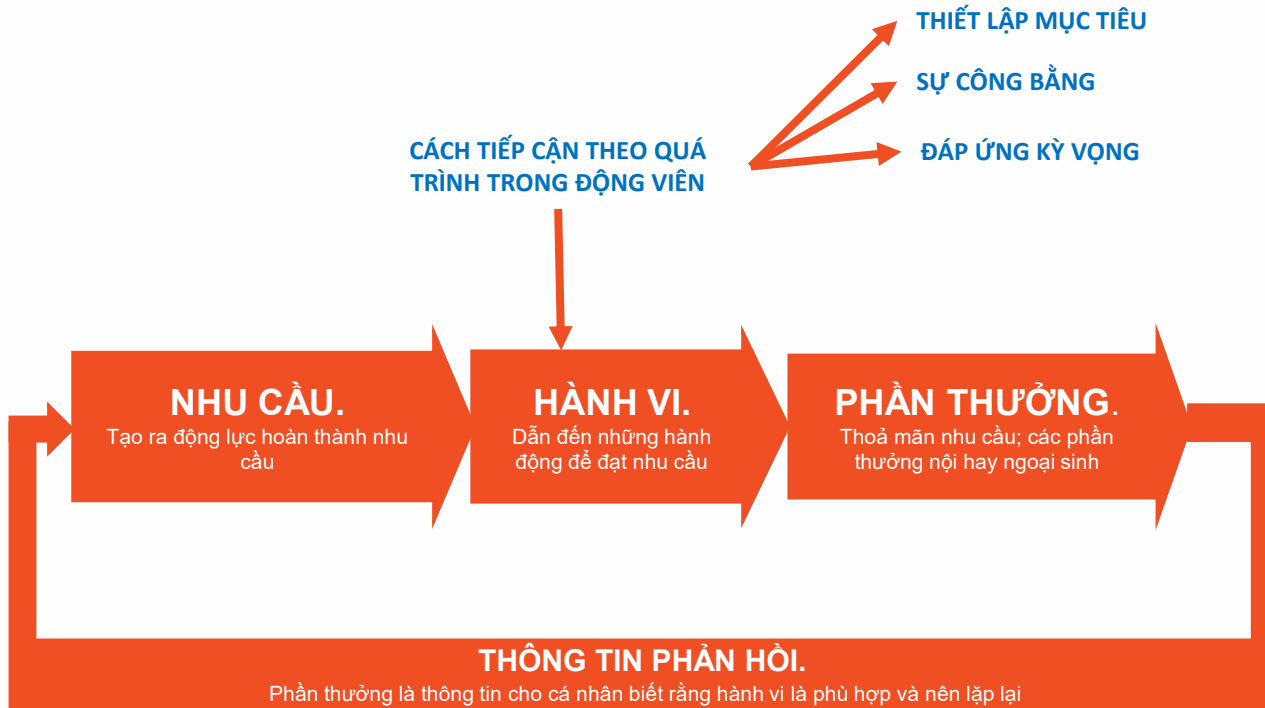 THIẾT LẬP MỤC TIÊU
SỰ CÔNG BẰNG
CÁCH TIẾP CẬN THEO QUÁ
TRÌNH TRONG ĐỘNG VIÊN
ĐÁP ỨNG KỲ VỌNG
NHU CẦU.
Tạo ra động lực hoàn thành nhu
cầu
HÀNH VI.
Dẫn đến những hành
động để đạt nhu cầu
PHẦN THƯỞNG.
Thoả mãn nhu cầu; các phần
thưởng nội hay ngoại sinh
THÔNG TIN PHẢN HỒI.
Phần thưởng là thông tin cho cá nhân biết rằng hành vi là phù hợp và nên lặp lại